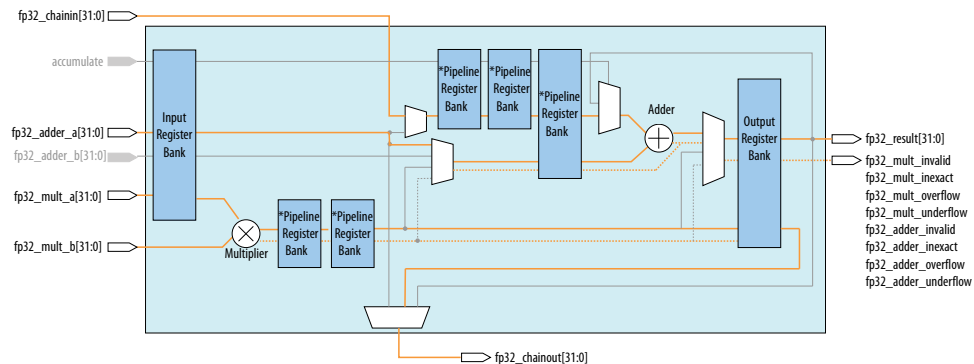 fp32_chainin[31:0]
accumulate
fp32_adder_a[31:0]
fp32_adder_b[31:0]
fp32_mult_a[31:0]
fp32_mult_b[31:0]
Input
Register
Bank
Multiplier
*Pipeline
Register
Bank
*Pipeline
Register
Bank
*Pipeline
Register
Bank
*Pipeline
Register
Bank
*Pipeline
Register
Bank
Adder
Output
Register
Bank
fp32_result[31:0]
fp32_mult_invalid
fp32_mult_inexact
fp32_mult_overflow
fp32_mult_underflow
fp32_adder_invalid
fp32_adder_inexact
fp32_adder_overflow
fp32_adder_underflow
fp32_chainout[31:0]